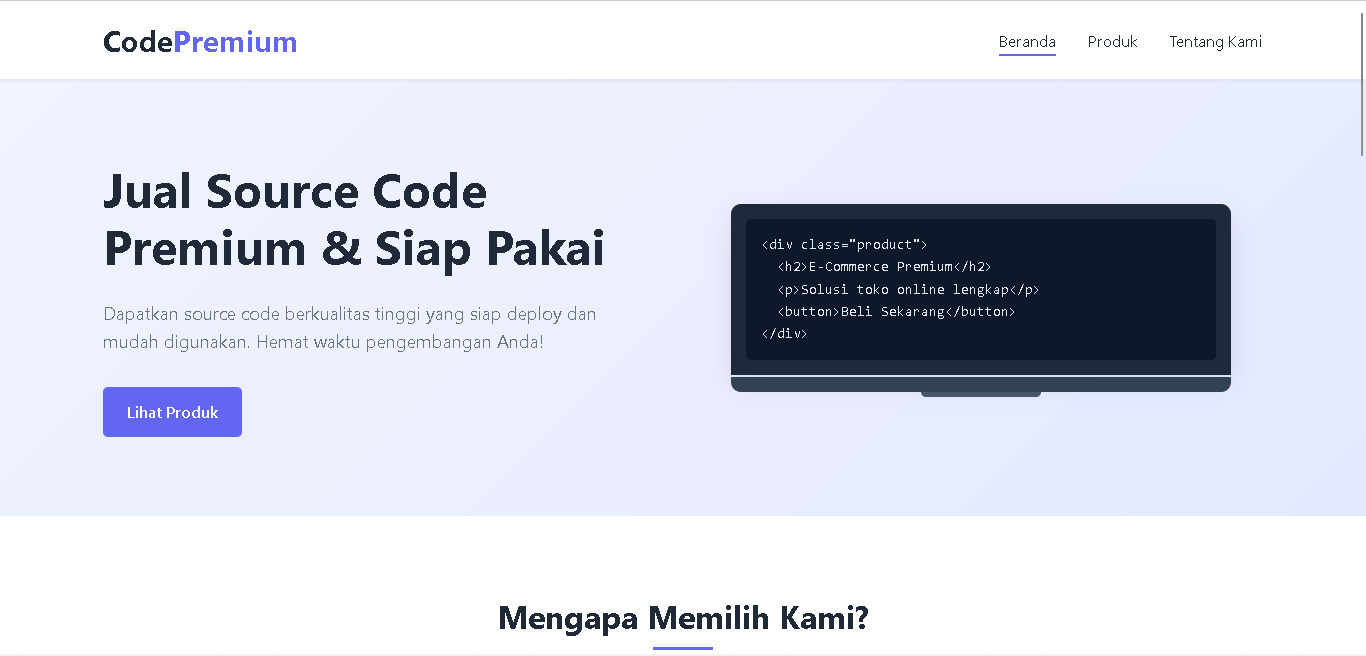 CodePremium
Beranda
Produk
Tentang Kami
Jual Source Code
Premium & Siap Pakai
Dapatkan source code berkualitas tinggi yang siap deploy dan
mudah digunakan. Hemat waktu pengembangan Anda!
Lihat Produk
<div class="product">
  <h2>E-Commerce Premium</h2>
  <p>Solusi toko online lengkap</p>
  <button>Beli Sekarang</button>
</div>
Mengapa Memilih Kami?